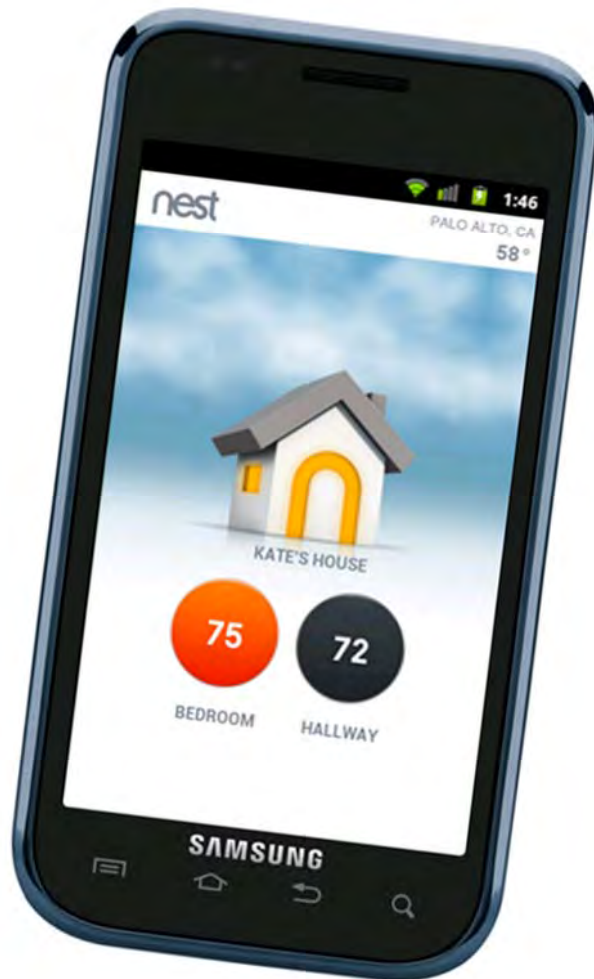 1:46
nest
PALO ALTO, CA
58°
KATE'S HOUSE
75
72
BEDROOM
HALLWAY
SAMSUNG